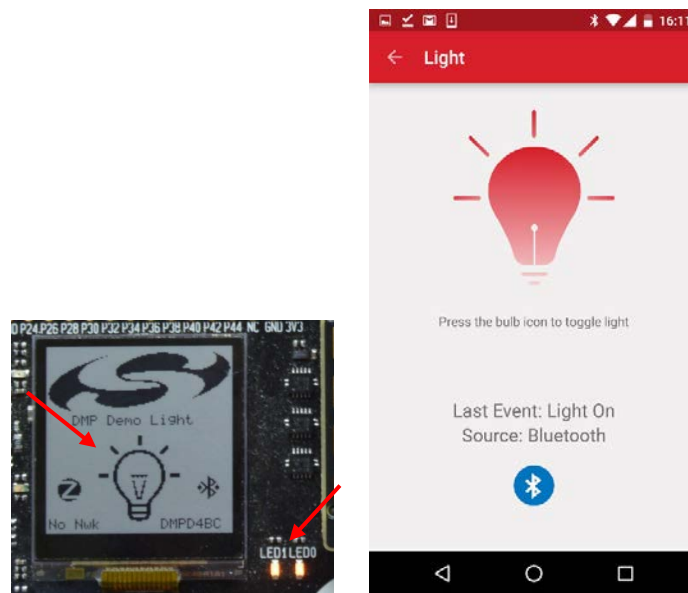 P24 P26 P28 P30 P32 P34 P36 P38 P40 P42 P44 NC GND 3V3
DMP Demo Light
No Nwk DMPD4BC
LED1 LED0
16:11
Light
Press the bulb icon to toggle light
Last Event: Light On
Source: Bluetooth